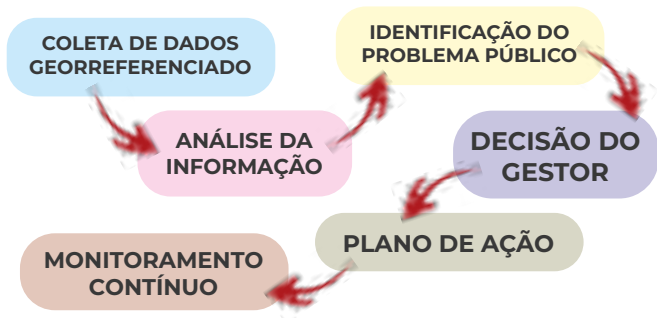 COLETA DE DADOS
GEORREFERENCIADO
ANÁLISE DA
INFORMAÇÃO
IDENTIFICAÇÃO DO
PROBLEMA PÚBLICO
DECISÃO DO
GESTOR
PLANO DE AÇÃO
MONITORAMENTO
CONTÍNUO